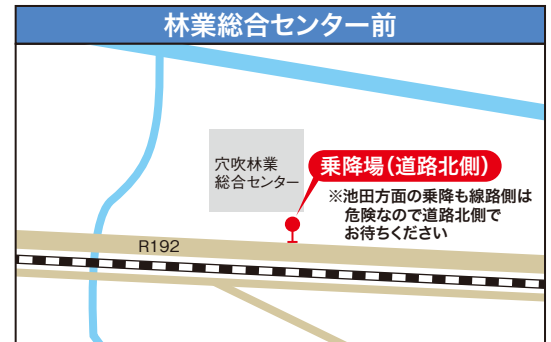 林業総合センター前
穴吹林業
総合センター
乗降場（道路北側）
※池田方面の乗降も線路側は
危険なので道路北側で
お待ちください
R192